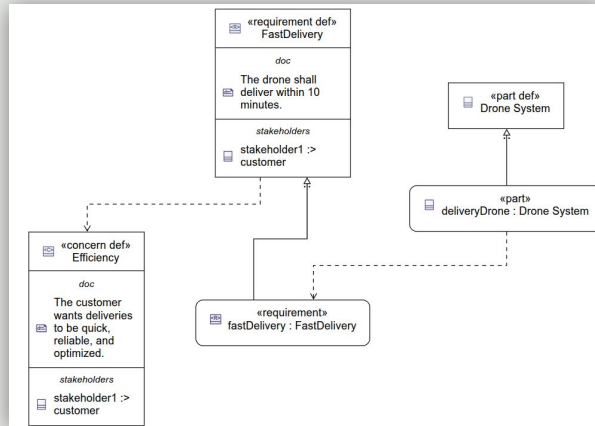 «requirement def»
FastDelivery
doc
The drone shall
deliver within 10
minutes.
stakeholders
stakeholder1 :>
customer
«part def»
Drone System
«part»
deliveryDrone : Drone System
«concern def»
Efficiency
doc
The customer
wants deliveries
to be quick,
reliable, and
optimized.
stakeholders
stakeholder1 :>
customer
«requirement»
fastDelivery : FastDelivery